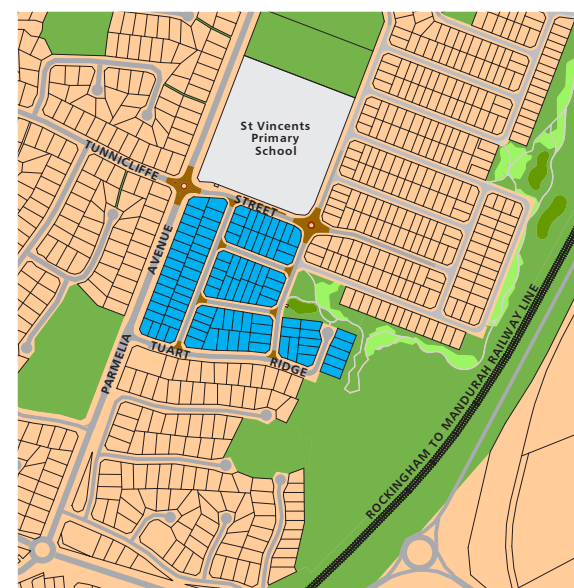 St Vincents
Primary
School
TUNNICLIFFE
STREET
AVENUE
PARMELIA
TUART
RIDGE
ROCKINGHAM TO MANDURAH RAILWAY LINE